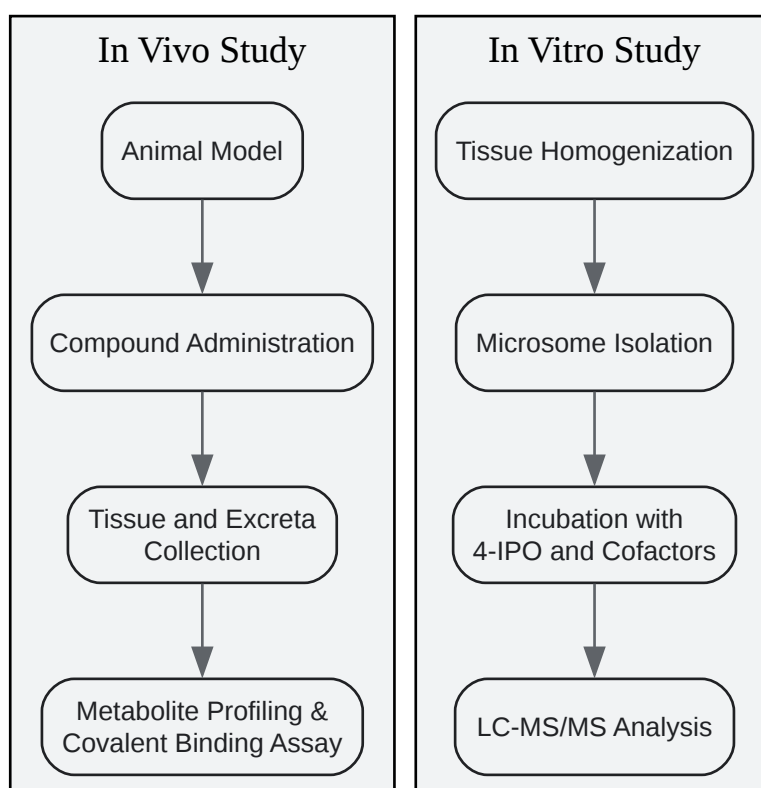 In Vivo Study
Animal Model
Compound Administration
Tissue and Excreta
Collection
Metabolite Profiling &
Covalent Binding Assay
In Vitro Study
Tissue Homogenization
Microsome Isolation
Incubation with
4-IPO and Cofactors
LC-MS/MS Analysis